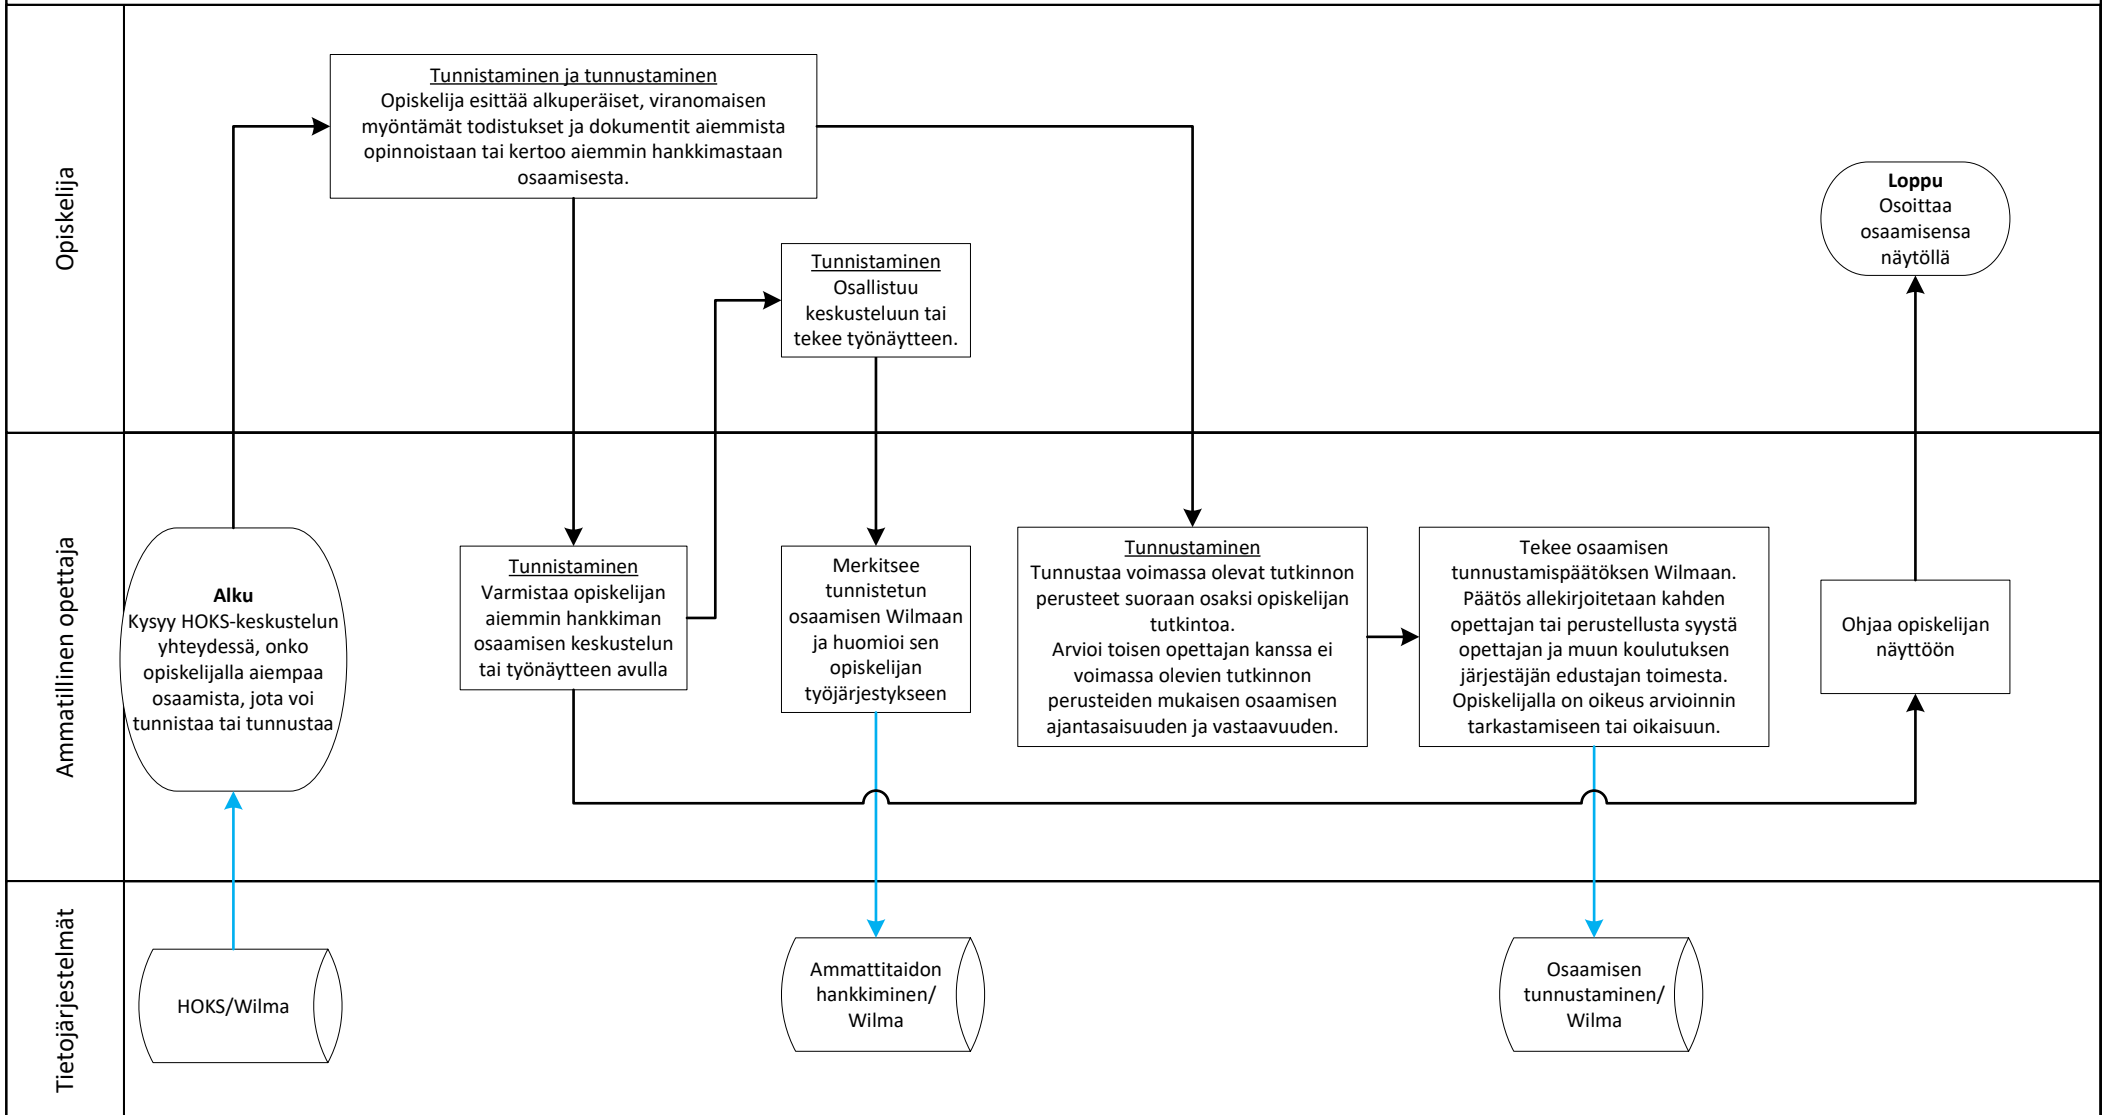 Opiskelija
Tunnistaminen ja tunnustaminen
Opiskelija esittää alkuperäiset, viranomaisen
myöntämät todistukset ja dokumentit aiemmista
opinnoistaan tai kertoo aiemmin hankkimastaan
osaamisesta.
Tunnistaminen
Osallistuu
keskusteluun tai
tekee työnäytteen.
Loppu
Osoittaa
osaamisensa
näytöllä
Ammatillinen opettaja
Alku
Kysyy HOKS-keskustelun
yhteydessä, onko
opiskelijalla aiempaa
osaamista, jota voi
tunnistaa tai tunnustaa
Tunnistaminen
Varmistaa opiskelijan
aiemmin hankkiman
osaamisen keskustelun
tai työnäytteen avulla
Merkitsee
tunnistetun
osaamisen Wilmaan
ja huomioi sen
opiskelijan
työjärjestykseen
Tunnustaminen
Tunnustaa voimassa olevat tutkinnon
perusteet suoraan osaksi opiskelijan
tutkintoa.
Arvioi toisen opettajan kanssa ei
voimassa olevien tutkinnon
perusteiden mukaisen osaamisen
ajantasaisuuden ja vastaavuuden.
Tekee osaamisen
tunnustamispäätöksen Wilmaan.
Päätös allekirjoitetaan kahden
opettajan tai perustellusta syystä
opettajan ja muun koulutuksen
järjestäjän edustajan toimesta.
Opiskelijalla on oikeus arvioinnin
tarkastamiseen tai oikaisuun.
Ohjaa opiskelijan
näyttöön
Tietojärjestelmät
HOKS/Wilma
Ammattitaidon
hankkiminen/
Wilma
Osaamisen
tunnustaminen/
Wilma